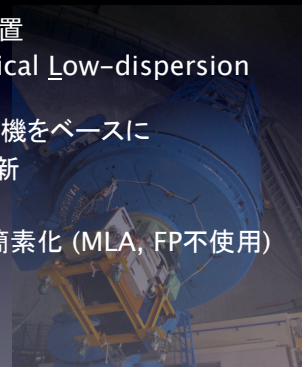 置
ical Low-dispersion
機をベースに
新
簡素化 (MLA, FP不使用)